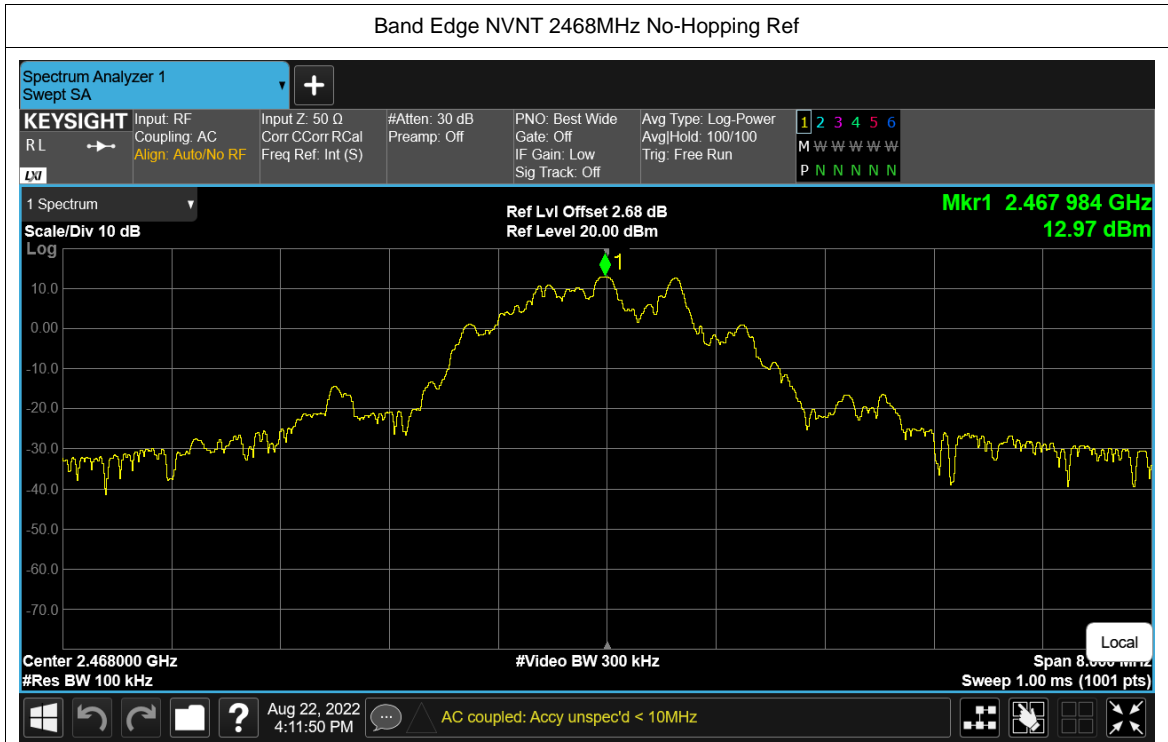 Band Edge NVNT 2468MHz No-Hopping Ref
Spectrum Analyzer 1
Swept SA
KEYSIGHT
R L
LXI
Input: RF
Coupling: AC
Align: Auto/No RF
Input Z: 50 Ω
Corr CCorr RCal
Freq Ref: Int (S)
#Atten: 30 dB
Preamp: Off
PNO: Best Wide
Gate: Off
IF Gain: Low
Sig Track: Off
Avg Type: Log-Power
Avg|Hold: 100/100
Trig: Free Run
1 2 3 4 5 6
M W W W W W
P N N N N N
1 Spectrum
Scale/Div 10 dB
Ref Lvl Offset 2.68 dB
Ref Level 20.00 dBm
Mkr1 2.467 984 GHz
12.97 dBm
Log
1
10.0
0.00
-10.0
-20.0
-30.0
-40.0
-50.0
-60.0
-70.0
Local
Center 2.468000 GHz
#Video BW 300 kHz
Span 8.000 MHz
#Res BW 100 kHz
Sweep 1.00 ms (1001 pts)
?
Aug 22, 2022
4:11:50 PM
AC coupled: Accy unspec'd < 10MHz